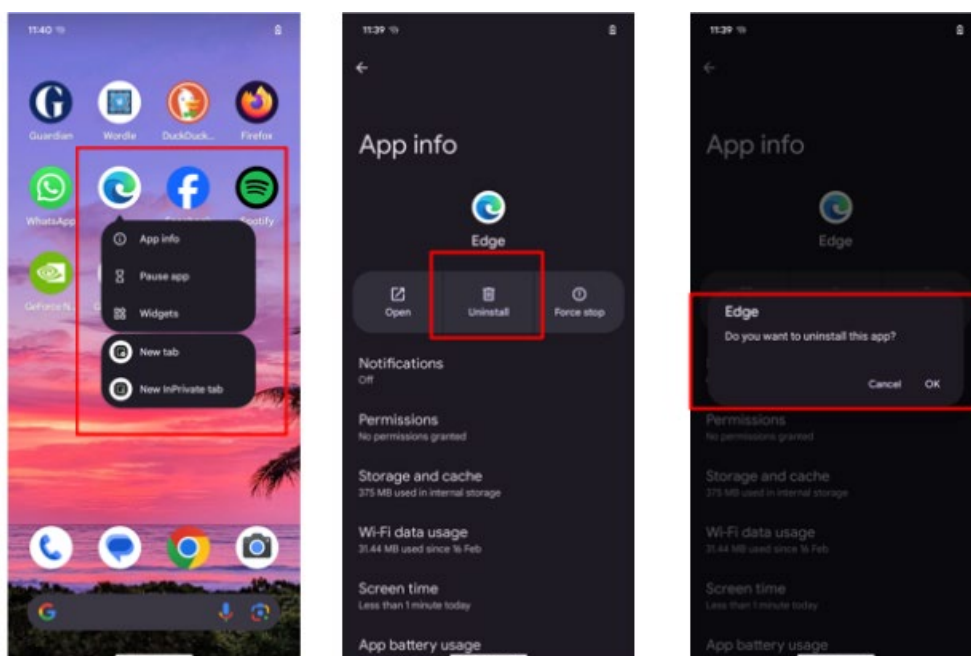 11:40
Guardian
Wordle
DuckDuck...
Firefox
WhatsApp
Spotify
App info
Pause app
Widgets
GeForce N...
New tab
New InPrivate tab
11:39
App info
Edge
Open
Uninstall
Force stop
Notifications
Off
Permissions
No permissions granted
Storage and cache
375 MB used in internal storage
Wi-Fi data usage
31.44 MB used since 16 Feb
Screen time
Less than 1 minute today
App battery usage
11:39
App info
Edge
Edge
Do you want to uninstall this app?
Cancel
OK
Permissions
No permissions granted
Storage and cache
375 MB used in internal storage
Wi-Fi data usage
31.44 MB used since 16 Feb
Screen time
Less than 1 minute today
App battery usage